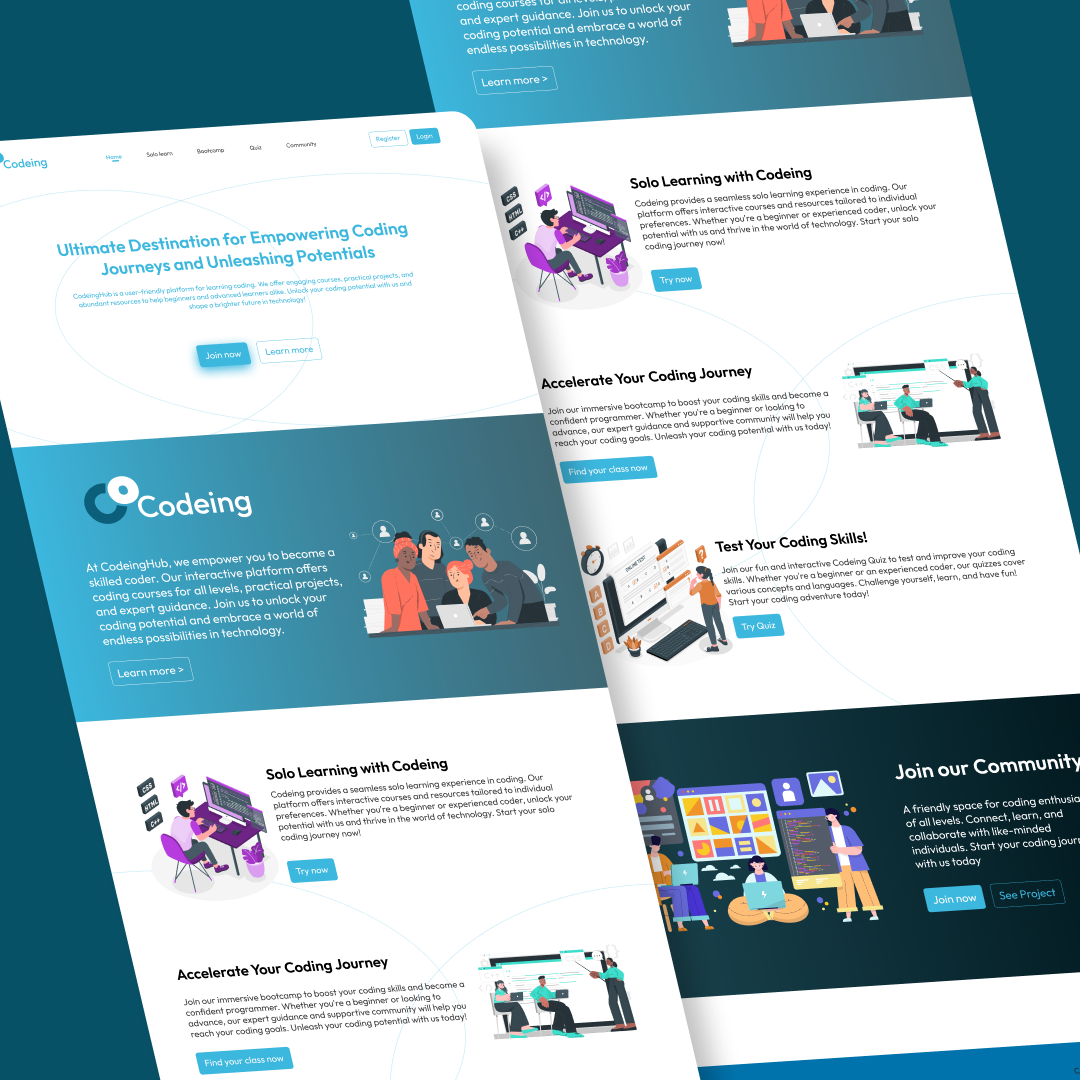 Codeing
Home
Solo learn
Bootcamp
Quiz
Community
Register
Login
Ultimate Destination for Empowering Coding
Journeys and Unleashing Potentials
CodeingHub is a user-friendly platform for learning coding. We offer engaging courses, practical projects, and
abundant resources to help beginners and advanced learners alike. Unlock your coding potential with us and
shape a brighter future in technology!
Join now
Learn more
Codeing
At CodeingHub, we empower you to become a
skilled coder. Our interactive platform offers
coding courses for all levels, practical projects,
and expert guidance. Join us to unlock your
coding potential and embrace a world of
endless possibilities in technology.
Learn more >
CSS
HTML
C++
</>
Solo Learning with Codeing
Codeing provides a seamless solo learning experience in coding. Our
platform offers interactive courses and resources tailored to individual
preferences. Whether you're a beginner or experienced coder, unlock your
potential with us and thrive in the world of technology. Start your solo
coding journey now!
Try now
Accelerate Your Coding Journey
Join our immersive bootcamp to boost your coding skills and become a
confident programmer. Whether you're a beginner or looking to
advance, our expert guidance and supportive community will help you
reach your coding goals. Unleash your coding potential with us today!
Find your class now
and expert guidance. Join us to unlock your
coding potential and embrace a world of
endless possibilities in technology.
Learn more >
CSS
HTML
C++
</>
Solo Learning with Codeing
Codeing provides a seamless solo learning experience in coding. Our
platform offers interactive courses and resources tailored to individual
preferences. Whether you're a beginner or experienced coder, unlock your
potential with us and thrive in the world of technology. Start your solo
coding journey now!
Try now
Accelerate Your Coding Journey
Join our immersive bootcamp to boost your coding skills and become a
confident programmer. Whether you're a beginner or looking to
advance, our expert guidance and supportive community will help you
reach your coding goals. Unleash your coding potential with us today!
Find your class now
ONLINE TEST
?
A
B
C
D
Test Your Coding Skills!
Join our fun and interactive Codeing Quiz to test and improve your coding
skills. Whether you're a beginner or an experienced coder, our quizzes cover
various concepts and languages. Challenge yourself, learn, and have fun!
Start your coding adventure today!
Try Quiz
Join our Community
A friendly space for coding enthusia
of all levels. Connect, learn, and
collaborate with like-minded
individuals. Start your coding jour
with us today
Join now
See Project